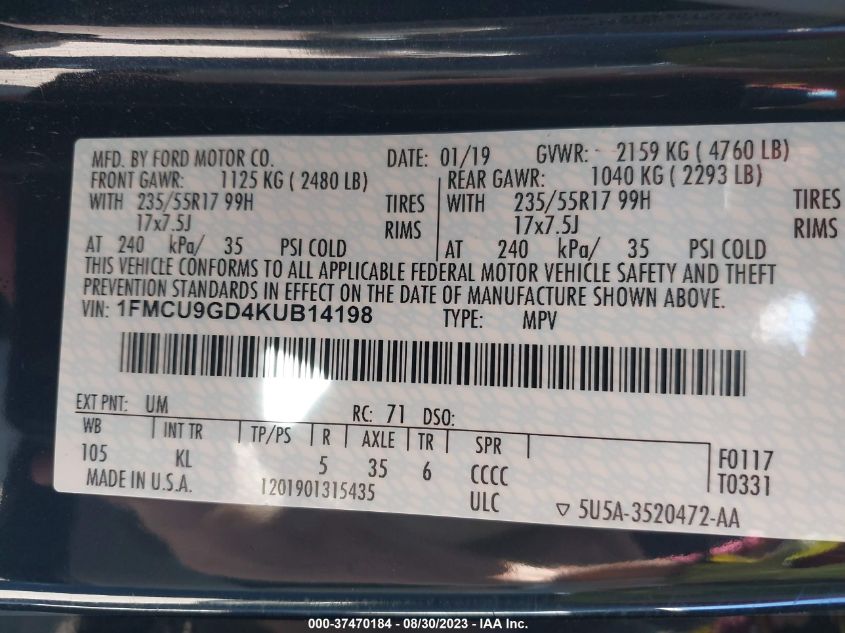 MFD. BY FORD MOTOR CO. DATE: 01/19 GVWR: 2159 KG ( 4760 LB)
FRONT GAWR: 1125 KG ( 2480 LB) REAR GAWR: 1040 KG ( 2293 LB)
WITH 235/55R17 99H TIRES WITH 235/55R17 99H TIRES
17x7.5J RIMS 17x7.5J RIMS
AT 240 kPa/ 35 PSI COLD AT 240 kPa/ 35 PSI COLD
THIS VEHICLE CONFORMS TO ALL APPLICABLE FEDERAL MOTOR VEHICLE SAFETY AND THEFT
PREVENTION STANDARDS IN EFFECT ON THE DATE OF MANUFACTURE SHOWN ABOVE.
VIN: 1FMCU9GD4KUB14198 TYPE: MPV
EXT PNT: UM RC: 71 DSO:
WB INT TR TP/PS R AXLE TR SPR F0117
105 KL 5 35 6 CCCC T0331
MADE IN U.S.A. 1201901315435 ULC ▽ 5U5A-3520472-AA
000-37470184 - 08/30/2023 - IAA Inc.